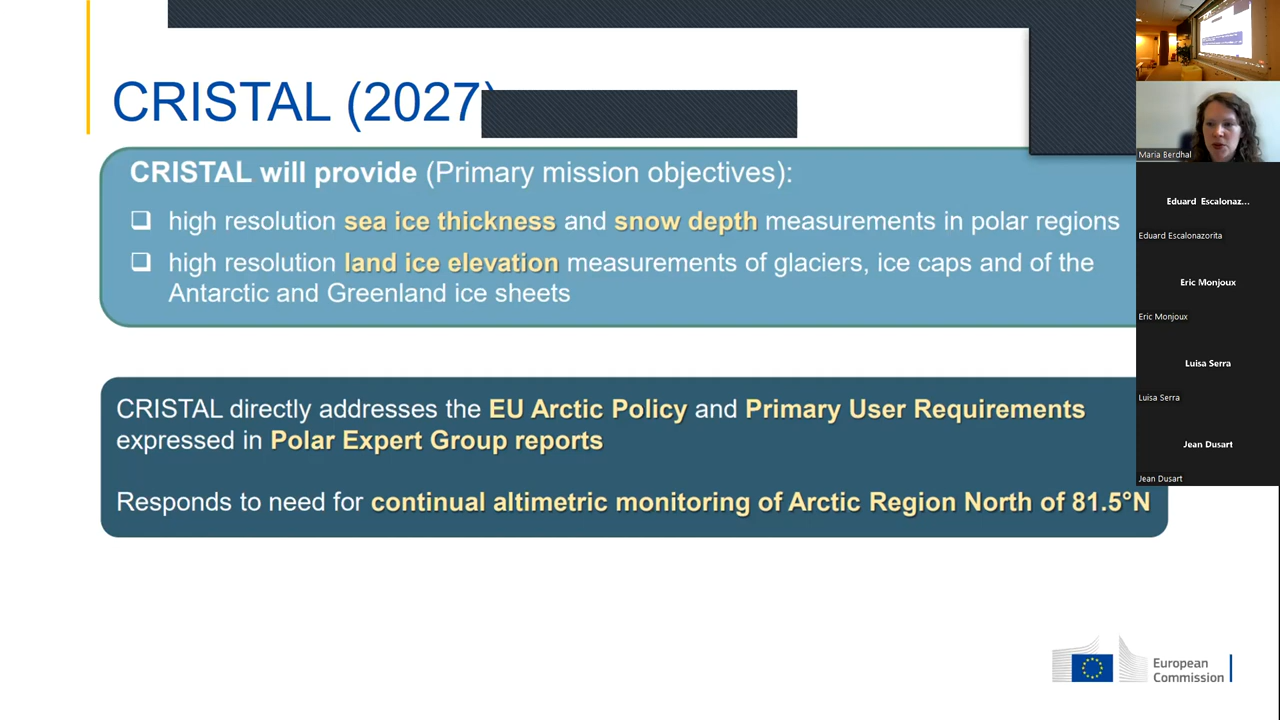 CRISTAL (2027)
CRISTAL will provide (Primary mission objectives):
high resolution sea ice thickness and snow depth measurements in polar regions
high resolution land ice elevation measurements of glaciers, ice caps and of the
Antarctic and Greenland ice sheets
CRISTAL directly addresses the EU Arctic Policy and Primary User Requirements
expressed in Polar Expert Group reports
Responds to need for continual altimetric monitoring of Arctic Region North of 81.5°N
European
Commission
Maria Berdhal
Eduard Escalonaz...
Eduard Escalonazorita
Eric Monjoux
Eric Monjoux
Luisa Serra
Luisa Serra
Jean Dusart
Jean Dusart